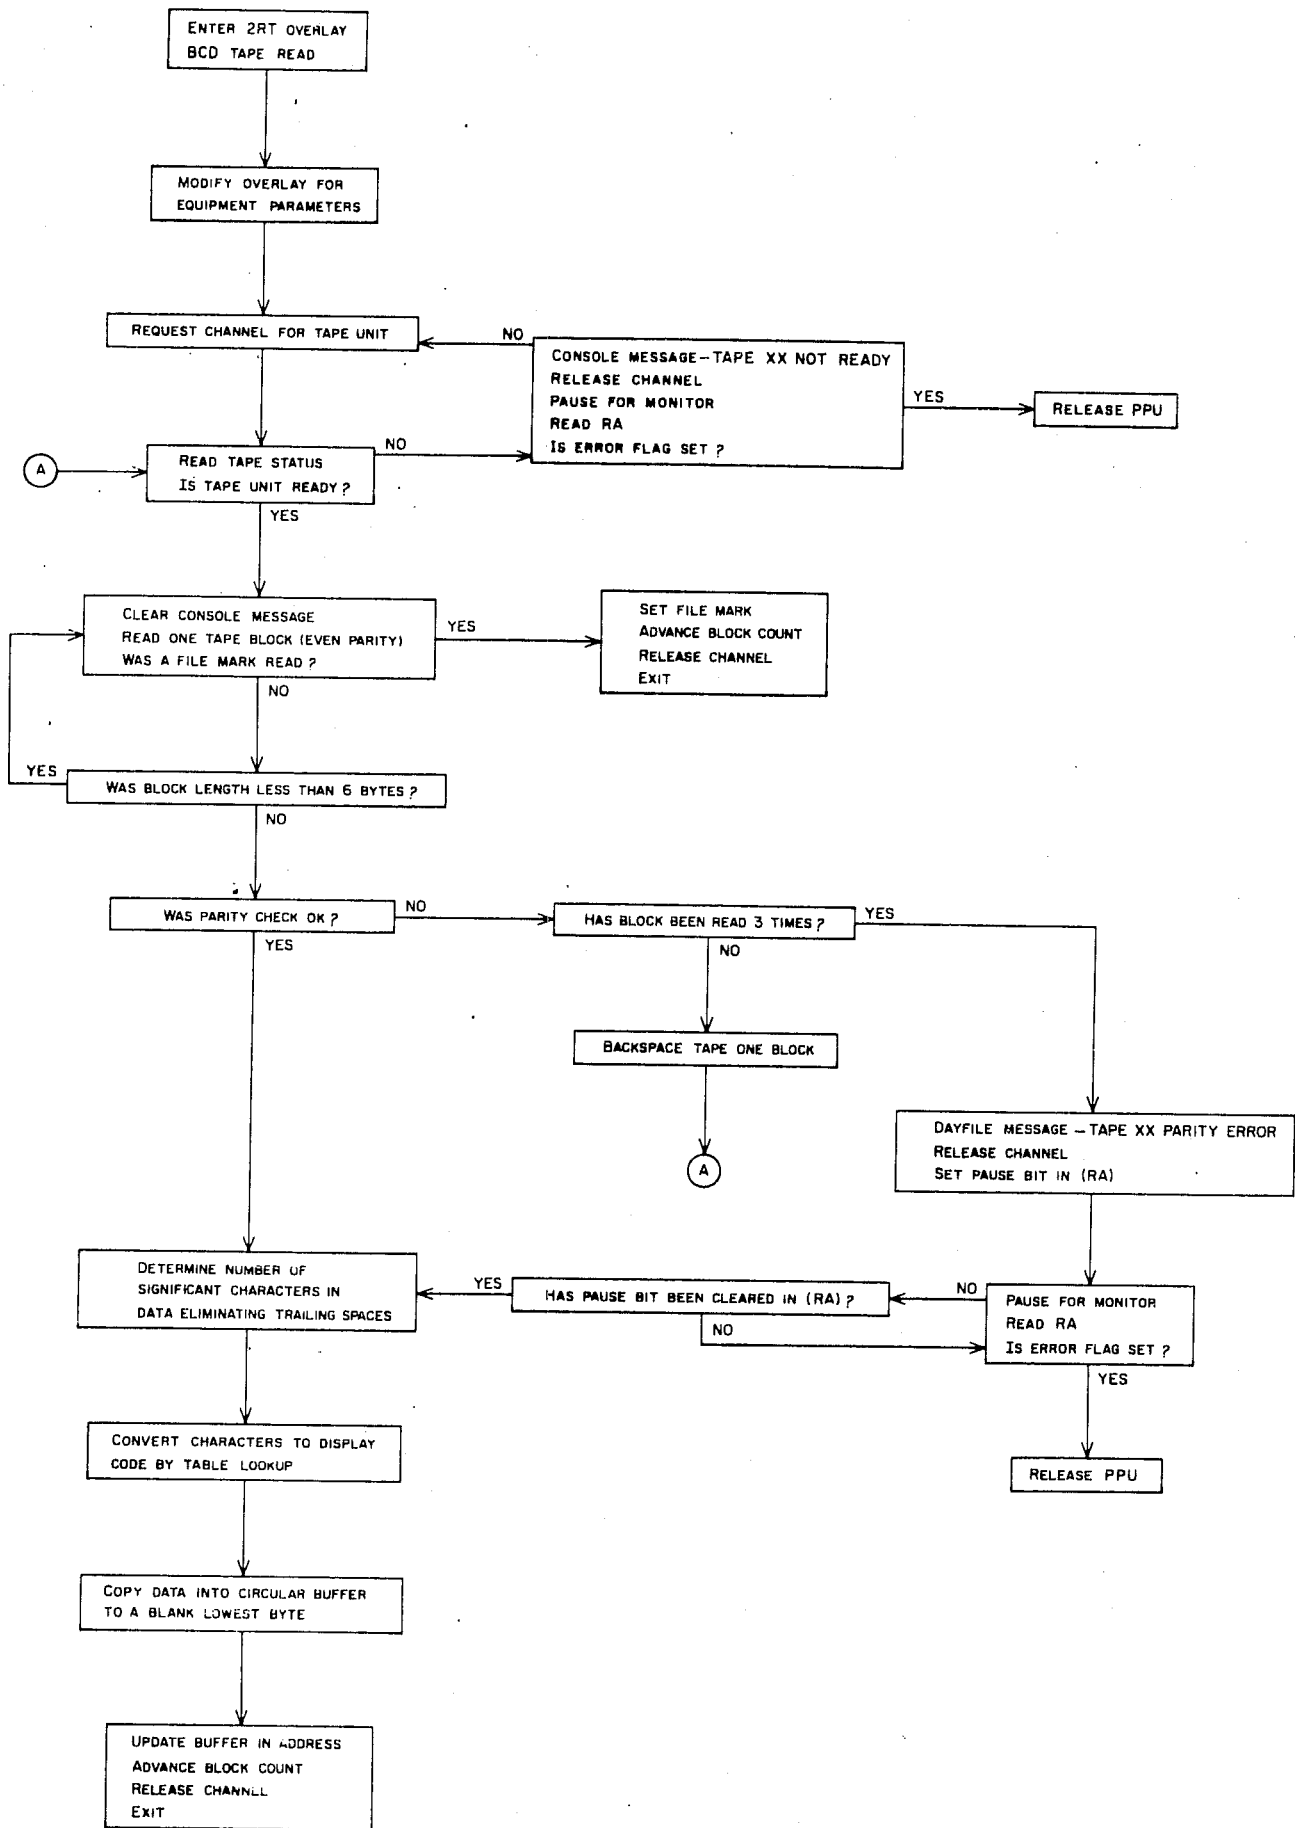 ENTER 2RT OVERLAY
BCD TAPE READ
MODIFY OVERLAY FOR
EQUIPMENT PARAMETERS
REQUEST CHANNEL FOR TAPE UNIT
NO
CONSOLE MESSAGE – TAPE XX NOT READY
RELEASE CHANNEL
PAUSE FOR MONITOR
READ RA
IS ERROR FLAG SET ?
YES
RELEASE PPU
A
READ TAPE STATUS
IS TAPE UNIT READY ?
NO
YES
CLEAR CONSOLE MESSAGE
READ ONE TAPE BLOCK (EVEN PARITY)
WAS A FILE MARK READ ?
YES
SET FILE MARK
ADVANCE BLOCK COUNT
RELEASE CHANNEL
EXIT
NO
YES
WAS BLOCK LENGTH LESS THAN 6 BYTES ?
NO
WAS PARITY CHECK OK ?
NO
HAS BLOCK BEEN READ 3 TIMES ?
YES
YES
NO
BACKSPACE TAPE ONE BLOCK
A
DAYFILE MESSAGE – TAPE XX PARITY ERROR
RELEASE CHANNEL
SET PAUSE BIT IN (RA)
DETERMINE NUMBER OF
SIGNIFICANT CHARACTERS IN
DATA ELIMINATING TRAILING SPACES
YES
HAS PAUSE BIT BEEN CLEARED IN (RA) ?
NO
NO
PAUSE FOR MONITOR
READ RA
IS ERROR FLAG SET ?
YES
RELEASE PPU
CONVERT CHARACTERS TO DISPLAY
CODE BY TABLE LOOKUP
COPY DATA INTO CIRCULAR BUFFER
TO A BLANK LOWEST BYTE
UPDATE BUFFER IN ADDRESS
ADVANCE BLOCK COUNT
RELEASE CHANNEL
EXIT